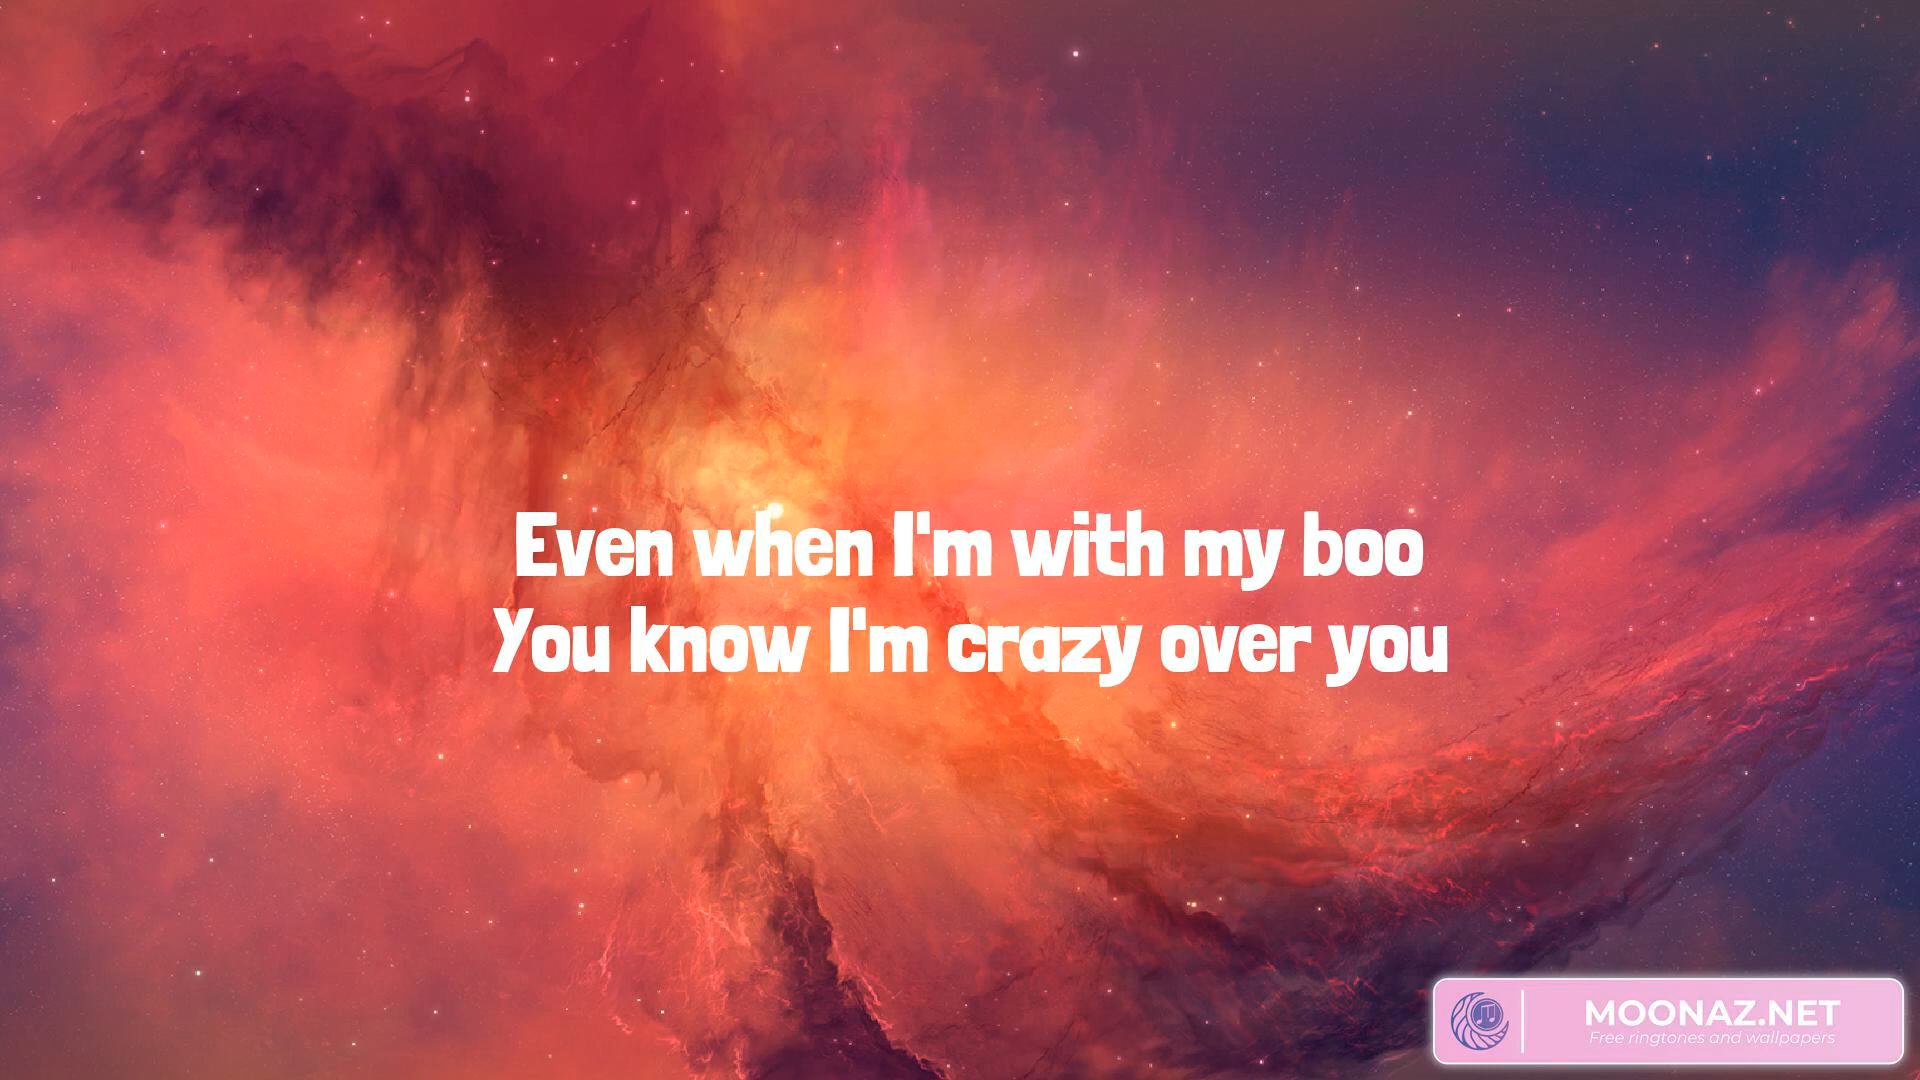 Even when I'm with my boo
You know I'm crazy over you
MOONAZ.NET
Free ringtones and wallpapers